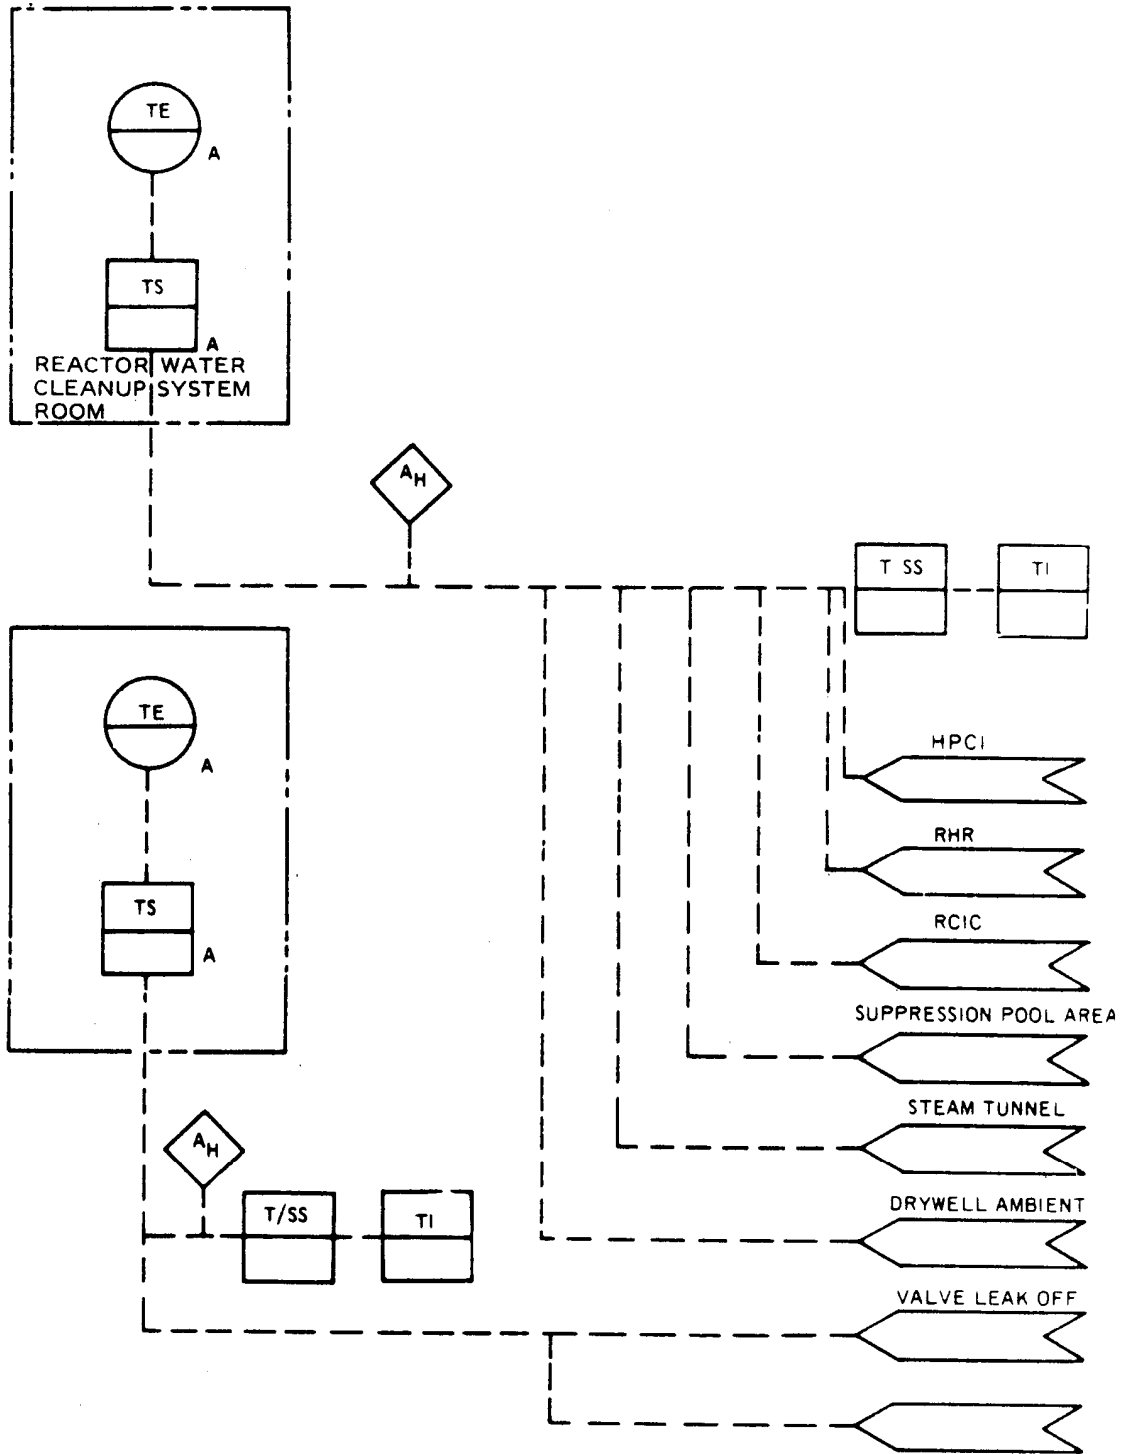 TE
A
TS
A
REACTOR WATER
CLEANUP SYSTEM
ROOM
AH
T SS
TI
TE
A
TS
A
HPCI
RHR
RCIC
SUPPRESSION POOL AREA
STEAM TUNNEL
DRYWELL AMBIENT
VALVE LEAK OFF
AH
T/SS
TI